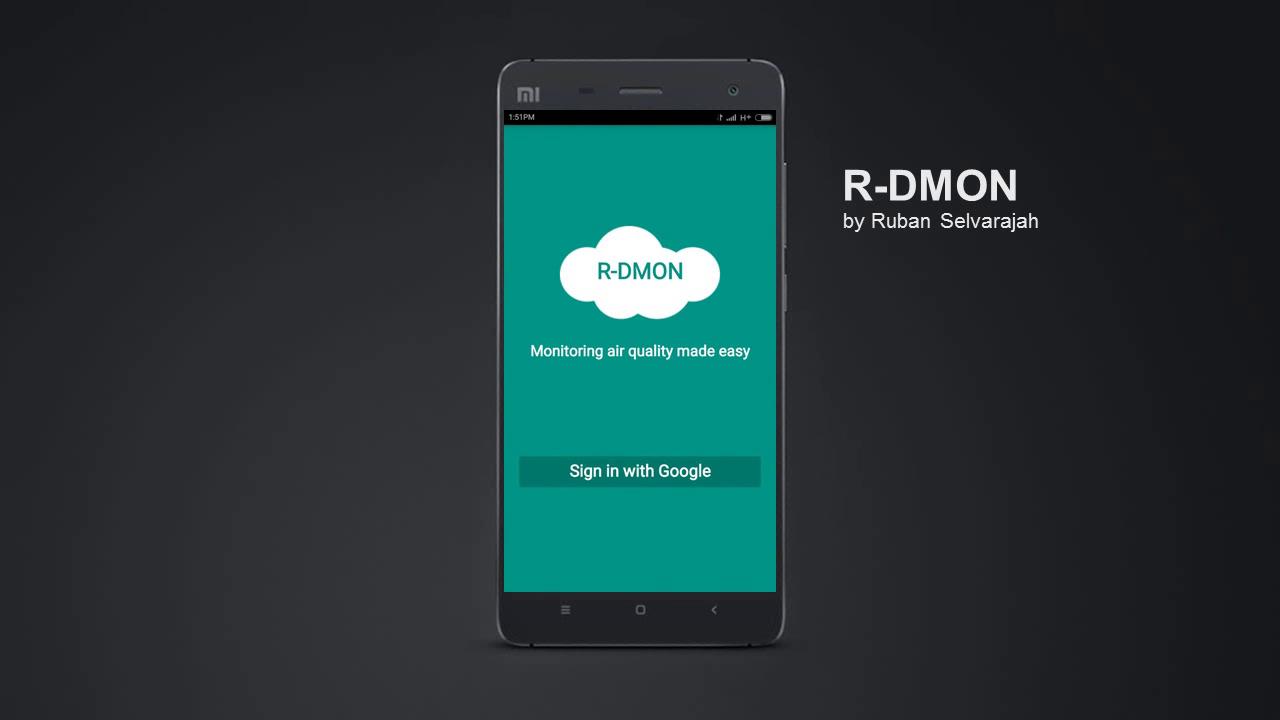 MI
1:51PM
H+
R-DMON
Monitoring air quality made easy
Sign in with Google
R-DMON
by Ruban Selvarajah